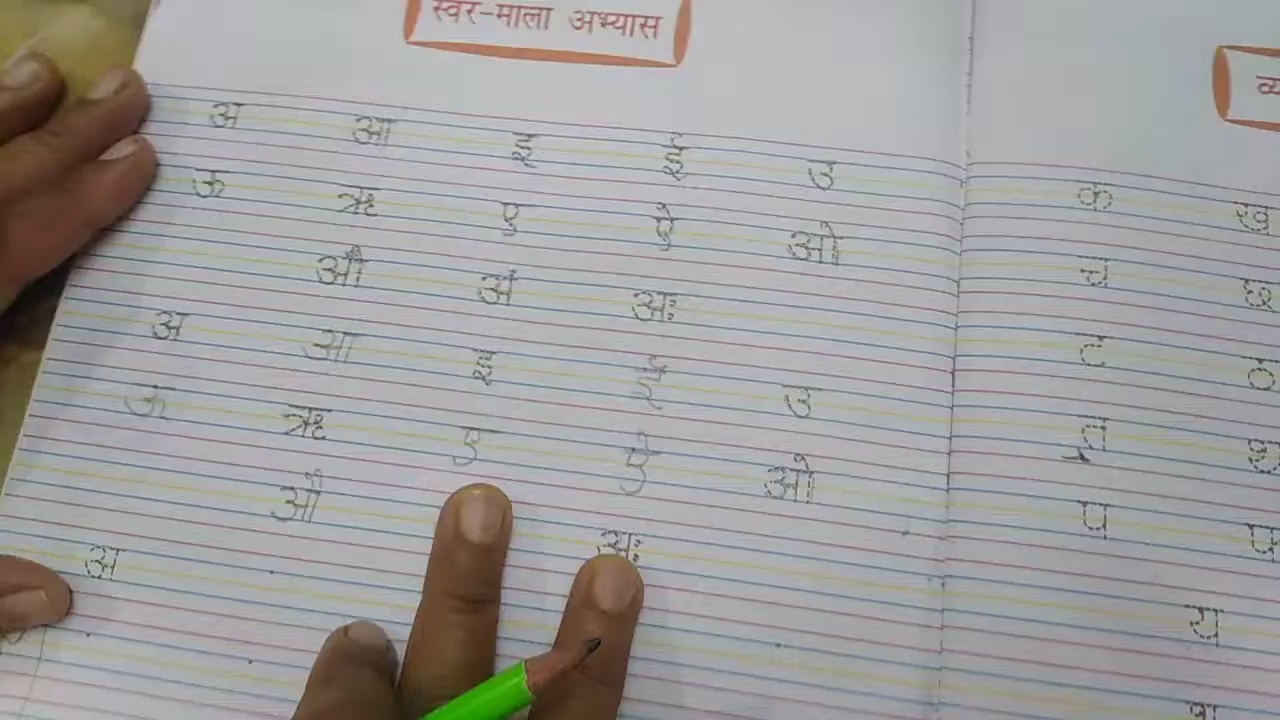 स्वर-माला अभ्यास
अ आ इ ई उ
ऊ ऋ ए ऐ ओ
औ अं अः
अ आ इ ई उ
ऊ ऋ ए ऐ ओ
औ अः
अ
व्य
क ख
च छ
ट ठ
त थ
प फ
य